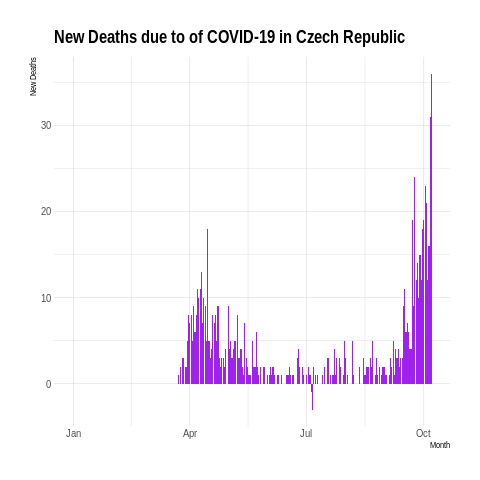 New Deaths due to of COVID-19 in Czech Republic
New Deaths
30
20
10
0
Jan Apr Jul Oct
Month